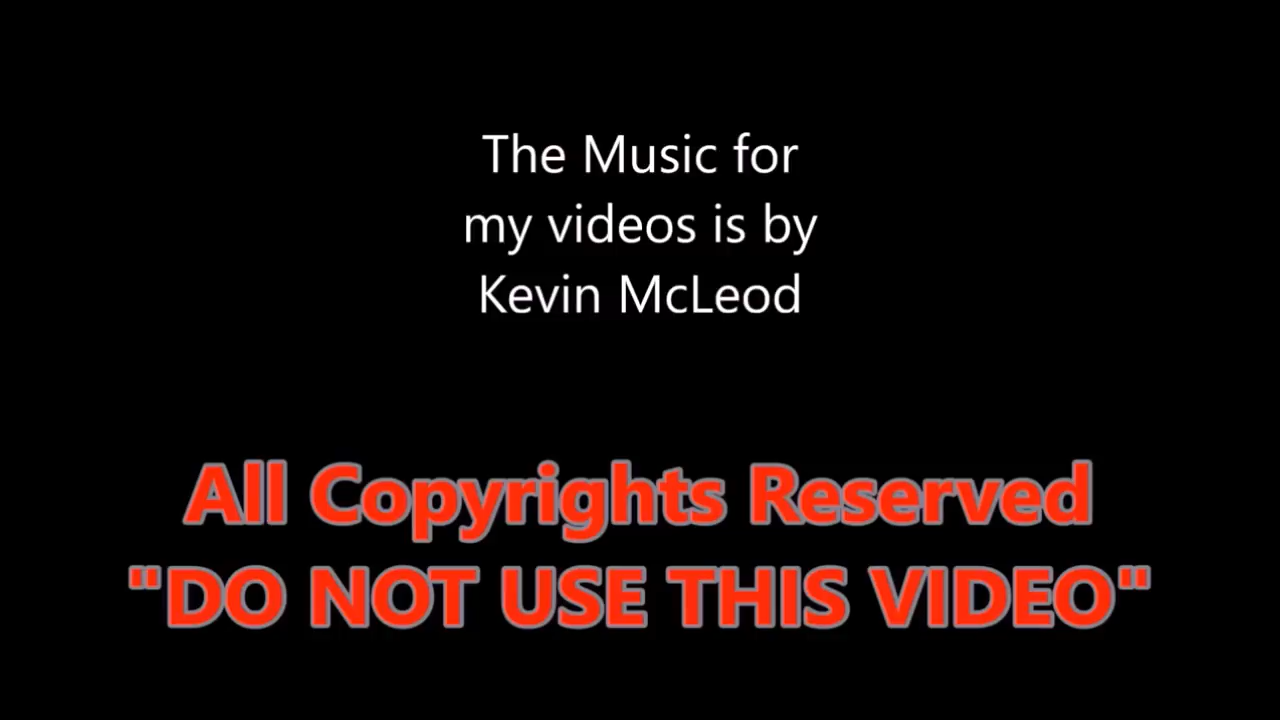 The Music for
my videos is by
Kevin McLeod
All Copyrights Reserved
"DO NOT USE THIS VIDEO"